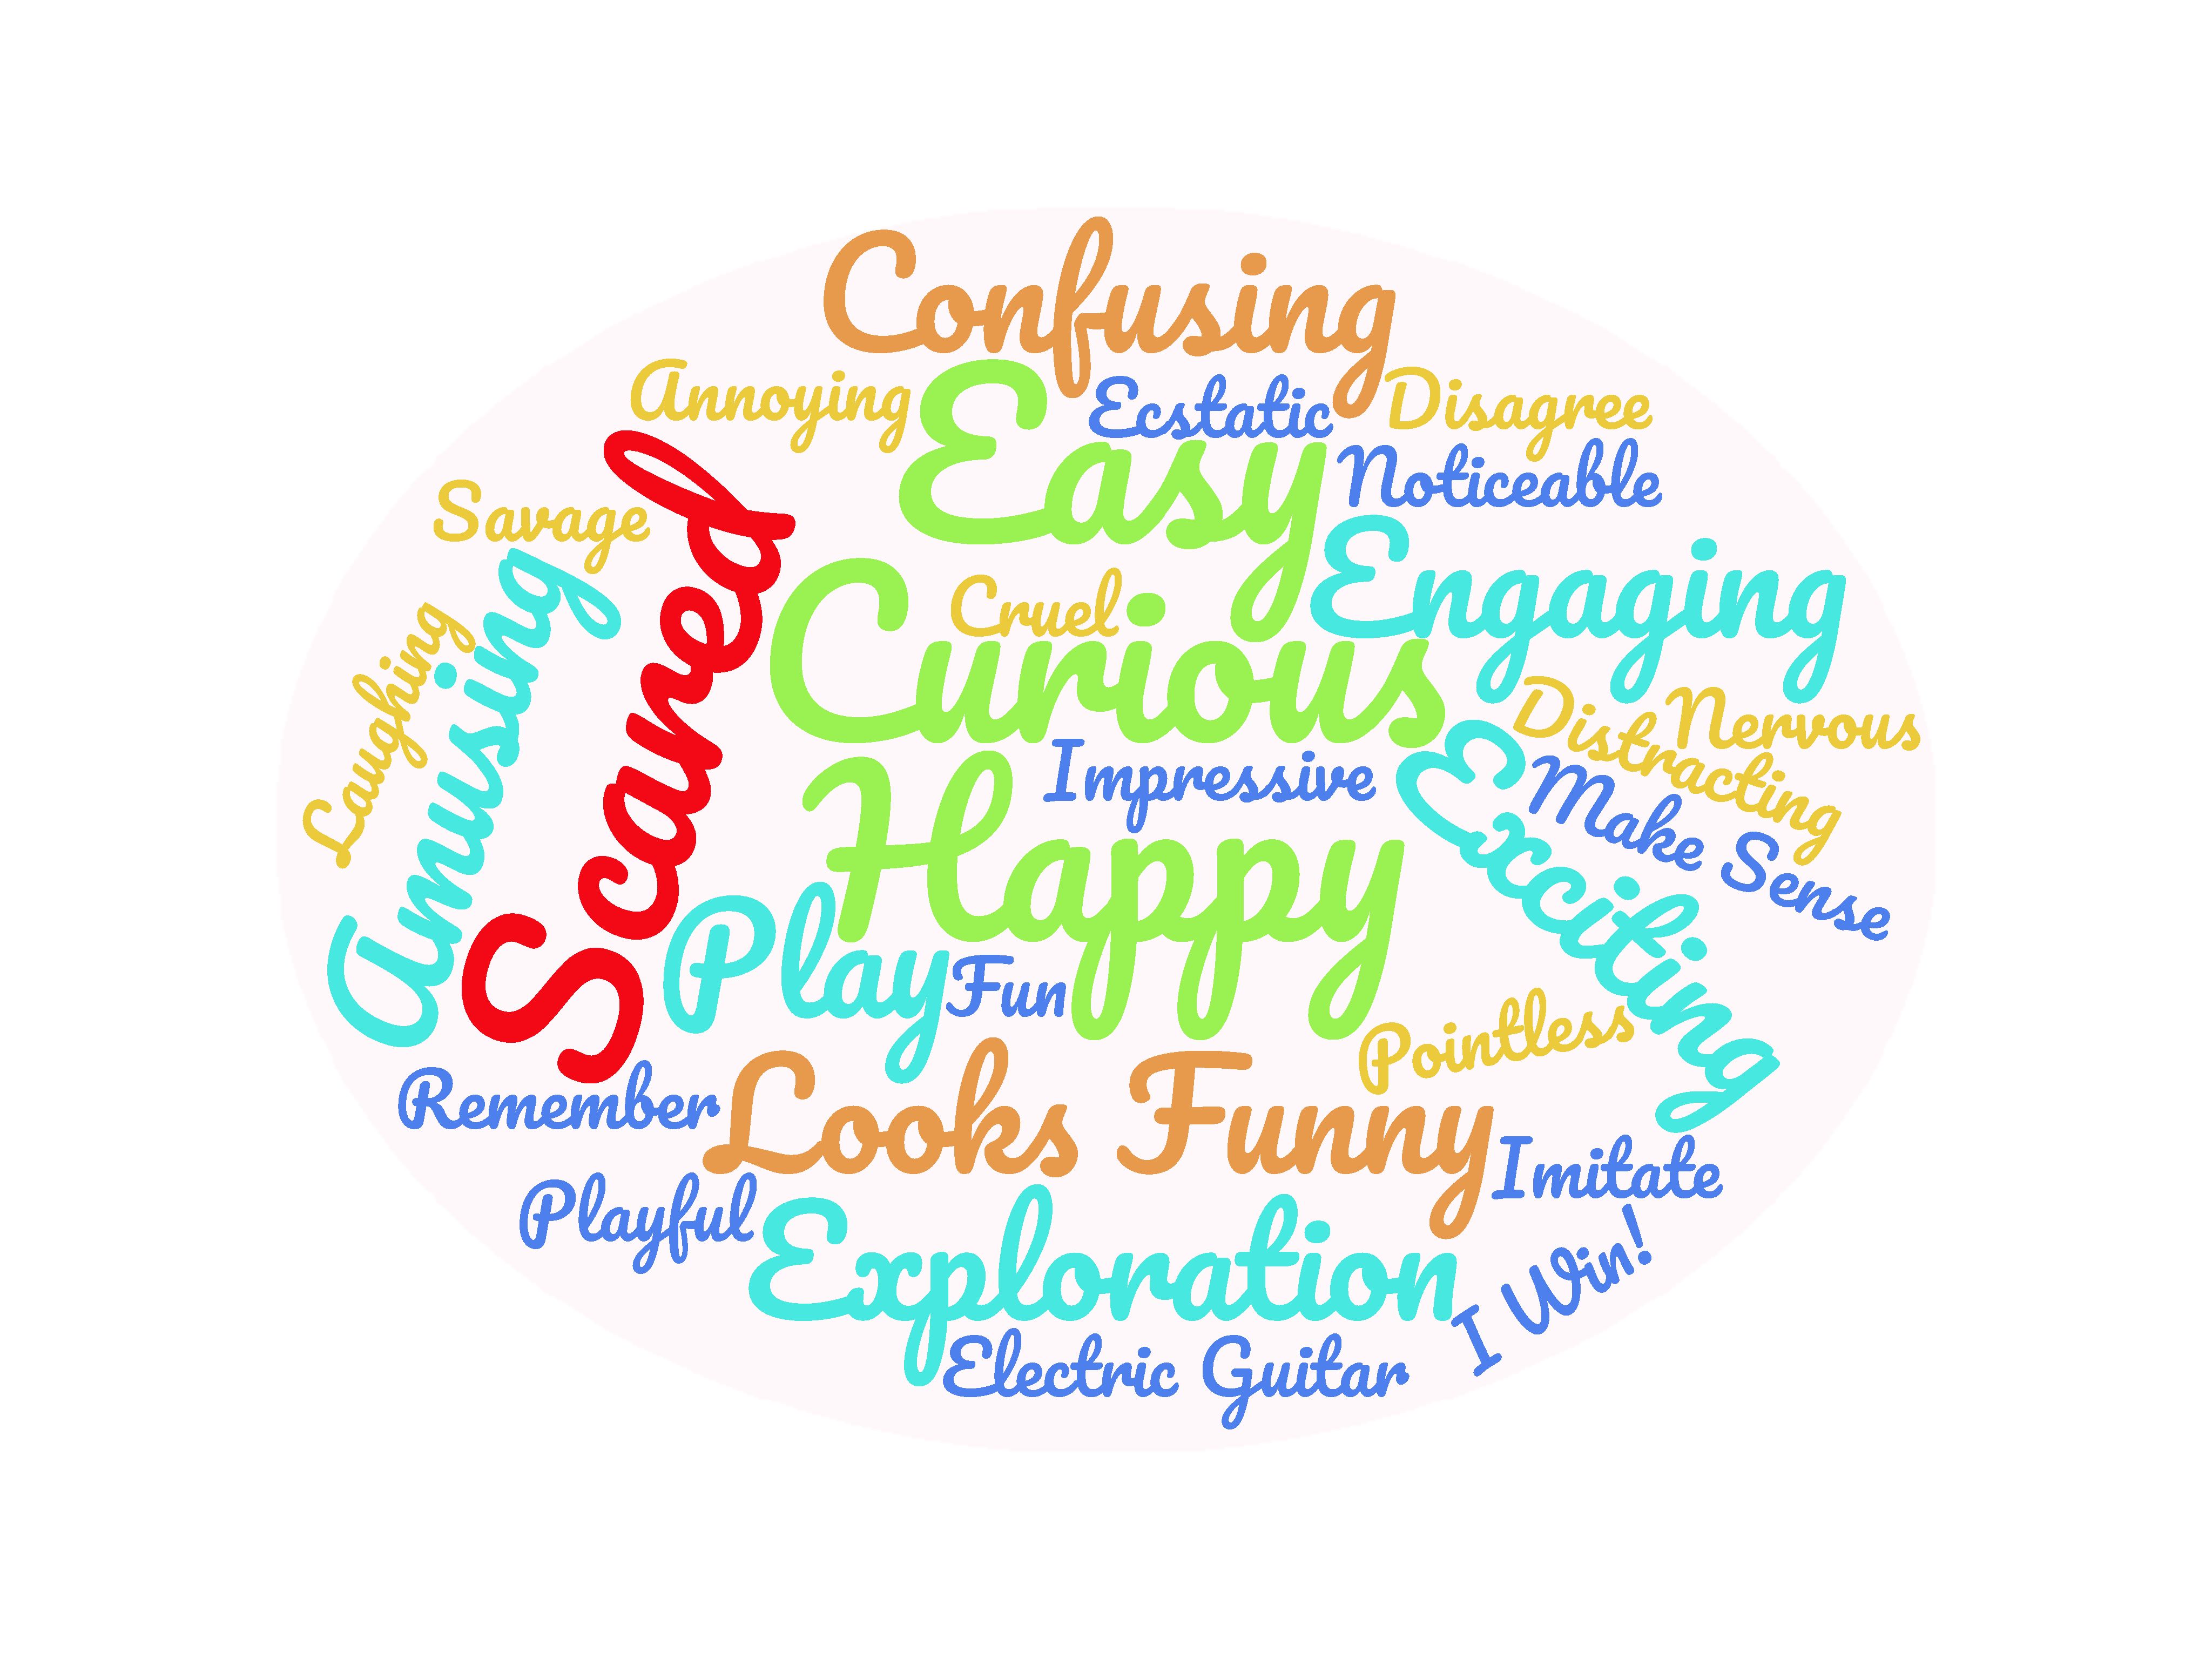 Confusing
Annoying
Easy
Ecstatic
Disagree
Noticeable
Savage
Scared
Amusing
Laughing
Cruel
Curious
Engaging
Distracting
Nervous
Impressive
Make Sense
Exciting
Happy
Play
Fun
Pointless
Remember
Looks Funny
Imitate
Playful
Exploration
I Win!
Electric Guitar